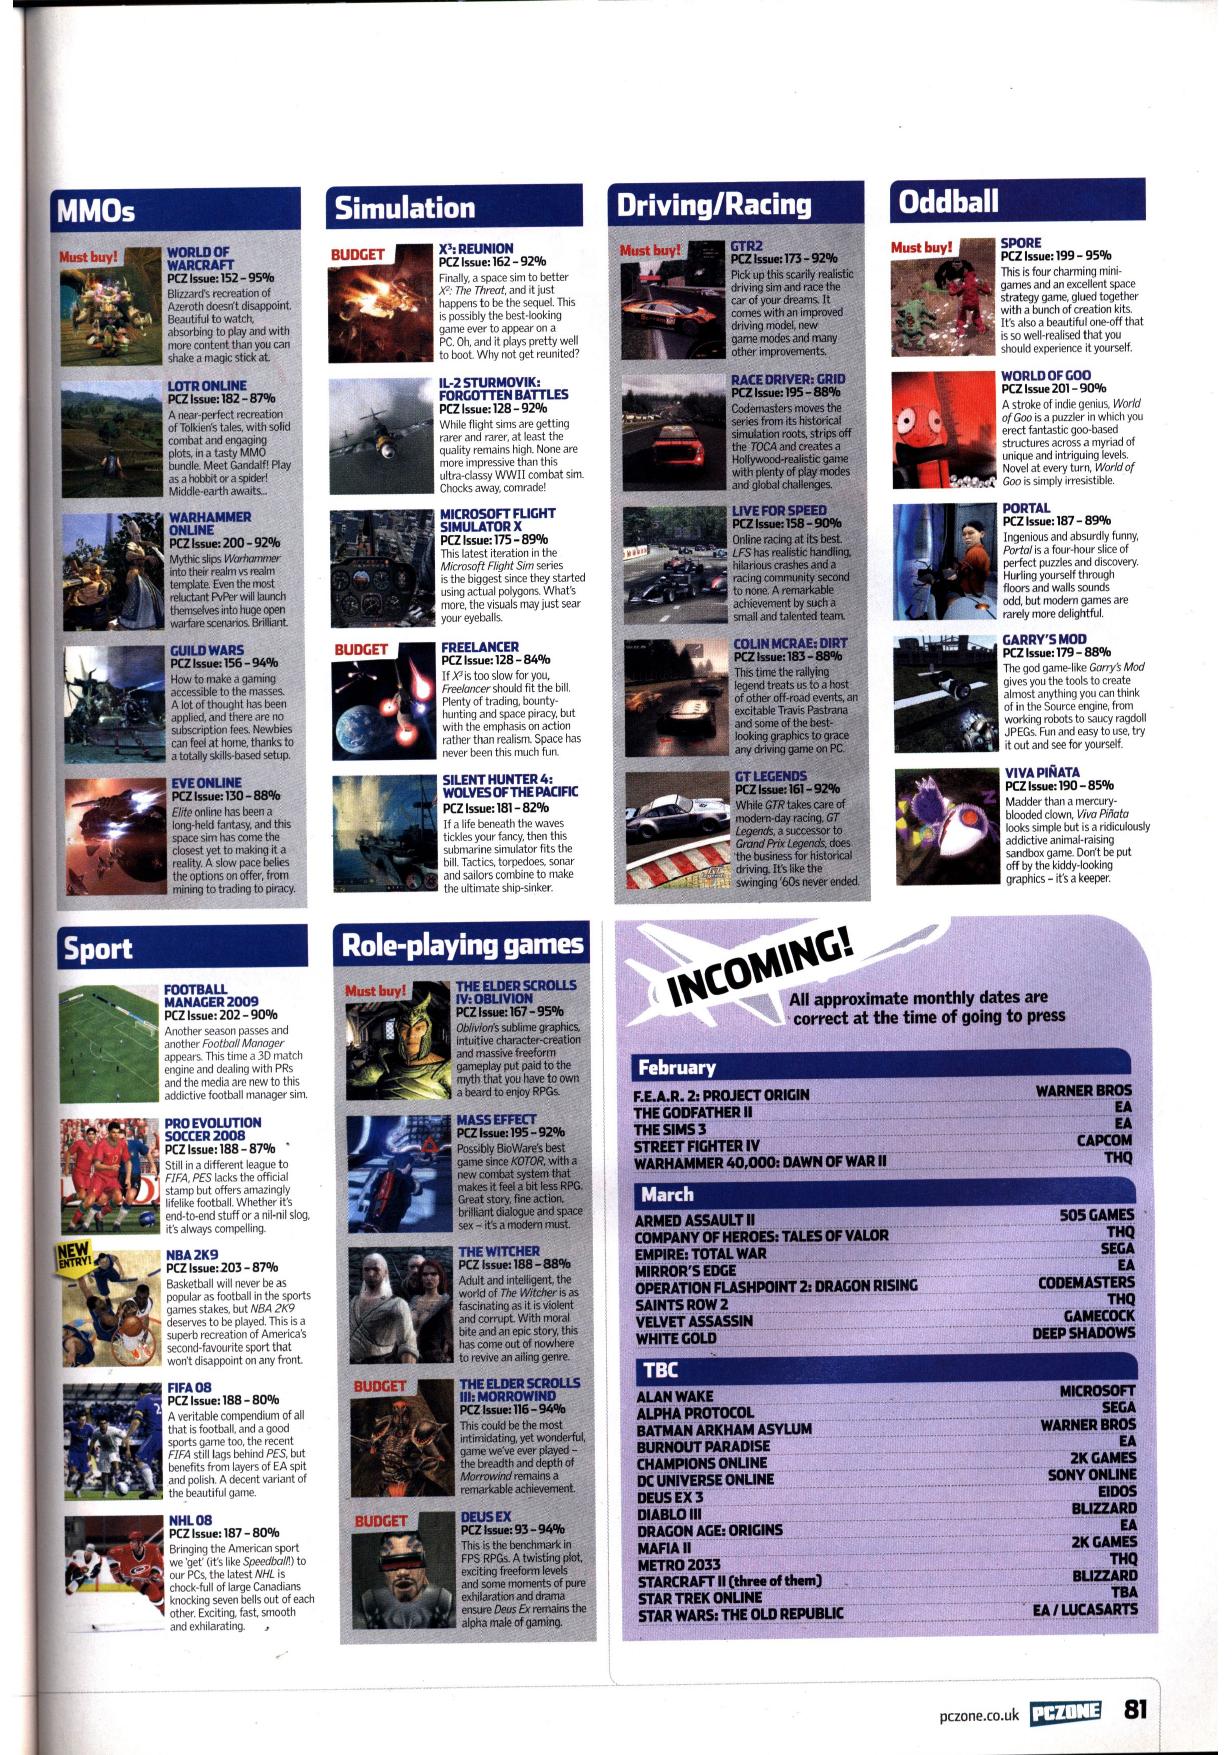 MMOs
Must buy!
WORLD OF
WARCRAFT
PCZ Issue: 152 – 95%
Blizzard's recreation of
Azeroth doesn't disappoint.
Beautiful to watch,
absorbing to play and with
more content than you can
shake a magic stick at.
LOTR ONLINE
PCZ Issue: 182 – 87%
A near-perfect recreation
of Tolkien's tales, with solid
combat and engaging
plots, in a tasty MMO
bundle. Meet Gandalf! Play
as a hobbit or a spider!
Middle-earth awaits...
WARHAMMER
ONLINE
PCZ Issue: 200 – 92%
Mythic slips Warhammer
into their realm vs realm
template. Even the most
reluctant PvPer will launch
themselves into huge open
warfare scenarios. Brilliant.
GUILD WARS
PCZ Issue: 156 – 94%
How to make a gaming
accessible to the masses.
A lot of thought has been
applied, and there are no
subscription fees. Newbies
can feel at home, thanks to
a totally skills-based setup.
EVE ONLINE
PCZ Issue: 130 – 88%
Elite online has been a
long-held fantasy, and this
space sim has come the
closest yet to making it a
reality. A slow pace belies
the options on offer, from
mining to trading to piracy.
Simulation
BUDGET
X³: REUNION
PCZ Issue: 162 – 92%
Finally, a space sim to better
X²: The Threat, and it just
happens to be the sequel. This
is possibly the best-looking
game ever to appear on a
PC. Oh, and it plays pretty well
to boot. Why not get reunited?
IL-2 STURMOVIK:
FORGOTTEN BATTLES
PCZ Issue: 128 – 92%
While flight sims are getting
rarer and rarer, at least the
quality remains high. None are
more impressive than this
ultra-classy WWII combat sim.
Chocks away, comrade!
MICROSOFT FLIGHT
SIMULATOR X
PCZ Issue: 175 – 89%
This latest iteration in the
Microsoft Flight Sim series
is the biggest since they started
using actual polygons. What's
more, the visuals may just sear
your eyeballs.
BUDGET
FREELANCER
PCZ Issue: 128 – 84%
If X³ is too slow for you,
Freelancer should fit the bill.
Plenty of trading, bounty-
hunting and space piracy, but
with the emphasis on action
rather than realism. Space has
never been this much fun.
SILENT HUNTER 4:
WOLVES OF THE PACIFIC
PCZ Issue: 181 – 82%
If a life beneath the waves
tickles your fancy, then this
submarine simulator fits the
bill. Tactics, torpedoes, sonar
and sailors combine to make
the ultimate ship-sinker.
Driving/Racing
Must buy!
GTR2
PCZ Issue: 173 – 92%
Pick up this scarily realistic
driving sim and race the
car of your dreams. It
comes with an improved
driving model, new
game modes and many
other improvements.
RACE DRIVER: GRID
PCZ Issue: 195 – 88%
Codemasters moves the
series from its historical
simulation roots, strips off
the TOCA and creates a
Hollywood-realistic game
with plenty of play modes
and global challenges.
LIVE FOR SPEED
PCZ Issue: 158 – 90%
Online racing at its best.
LFS has realistic handling,
hilarious crashes and a
racing community second
to none. A remarkable
achievement by such a
small and talented team.
COLIN MCRAE: DIRT
PCZ Issue: 183 – 88%
This time the rallying
legend treats us to a host
of other off-road events, an
excitable Travis Pastrana
and some of the best-
looking graphics to grace
any driving game on PC.
GT LEGENDS
PCZ Issue: 161 – 92%
While GTR takes care of
modern-day racing, GT
Legends, a successor to
Grand Prix Legends, does
the business for historical
driving. It's like the
swinging '60s never ended.
Oddball
Must buy!
SPORE
PCZ Issue: 199 – 95%
This is four charming mini-
games and an excellent space
strategy game, glued together
with a bunch of creation kits.
It's also a beautiful one-off that
is so well-realised that you
should experience it yourself.
WORLD OF GOO
PCZ Issue 201 – 90%
A stroke of indie genius, World
of Goo is a puzzler in which you
erect fantastic goo-based
structures across a myriad of
unique and intriguing levels.
Novel at every turn, World of
Goo is simply irresistible.
PORTAL
PCZ Issue: 187 – 89%
Ingenious and absurdly funny,
Portal is a four-hour slice of
perfect puzzles and discovery.
Hurling yourself through
floors and walls sounds
odd, but modern games are
rarely more delightful.
GARRY'S MOD
PCZ Issue: 179 – 88%
The god game-like Garry's Mod
gives you the tools to create
almost anything you can think
of in the Source engine, from
working robots to saucy ragdoll
JPEGs. Fun and easy to use, try
it out and see for yourself.
VIVA PIÑATA
PCZ Issue: 190 – 85%
Madder than a mercury-
blooded clown, Viva Piñata
looks simple but is a ridiculously
addictive animal-raising
sandbox game. Don't be put
off by the kiddy-looking
graphics – it's a keeper.
Sport
FOOTBALL
MANAGER 2009
PCZ Issue: 202 – 90%
Another season passes and
another Football Manager
appears. This time a 3D match
engine and dealing with PRs
and the media are new to this
addictive football manager sim.
PRO EVOLUTION
SOCCER 2008
PCZ Issue: 188 – 87%
Still in a different league to
FIFA, PES lacks the official
stamp but offers amazingly
lifelike football. Whether it's
end-to-end stuff or a nil-nil slog,
it's always compelling.
NEW
ENTRY!
NBA 2K9
PCZ Issue: 203 – 87%
Basketball will never be as
popular as football in the sports
games stakes, but NBA 2K9
deserves to be played. This is a
superb recreation of America's
second-favourite sport that
won't disappoint on any front.
FIFA 08
PCZ Issue: 188 – 80%
A veritable compendium of all
that is football, and a good
sports game too, the recent
FIFA still lags behind PES, but
benefits from layers of EA spit
and polish. A decent variant of
the beautiful game.
NHL 08
PCZ Issue: 187 – 80%
Bringing the American sport
we 'get' (it's like Speedball!) to
our PCs, the latest NHL is
chock-full of large Canadians
knocking seven bells out of each
other. Exciting, fast, smooth
and exhilarating.
Role-playing games
Must buy!
THE ELDER SCROLLS
IV: OBLIVION
PCZ Issue: 167 – 95%
Oblivion's sublime graphics,
intuitive character-creation
and massive freeform
gameplay put paid to the
myth that you have to own
a beard to enjoy RPGs.
MASS EFFECT
PCZ Issue: 195 – 92%
Possibly BioWare's best
game since KOTOR, with a
new combat system that
makes it feel a bit less RPG.
Great story, fine action,
brilliant dialogue and space
sex – it's a modern must.
THE WITCHER
PCZ Issue: 188 – 88%
Adult and intelligent, the
world of The Witcher is as
fascinating as it is violent
and corrupt. With moral
bite and an epic story, this
has come out of nowhere
to revive an ailing genre.
BUDGET
THE ELDER SCROLLS
III: MORROWIND
PCZ Issue: 116 – 94%
This could be the most
intimidating, yet wonderful,
game we've ever played –
the breadth and depth of
Morrowind remains a
remarkable achievement.
BUDGET
DEUS EX
PCZ Issue: 93 – 94%
This is the benchmark in
FPS RPGs. A twisting plot,
exciting freeform levels
and some moments of pure
exhilaration and drama
ensure Deus Ex remains the
alpha male of gaming.
INCOMING!
All approximate monthly dates are
correct at the time of going to press
February
F.E.A.R. 2: PROJECT ORIGIN WARNER BROS
THE GODFATHER II EA
THE SIMS 3 EA
STREET FIGHTER IV CAPCOM
WARHAMMER 40,000: DAWN OF WAR II THQ
March
ARMED ASSAULT II 505 GAMES
COMPANY OF HEROES: TALES OF VALOR THQ
EMPIRE: TOTAL WAR SEGA
MIRROR'S EDGE EA
OPERATION FLASHPOINT 2: DRAGON RISING CODEMASTERS
SAINTS ROW 2 THQ
VELVET ASSASSIN GAMECOCK
WHITE GOLD DEEP SHADOWS
TBC
ALAN WAKE MICROSOFT
ALPHA PROTOCOL SEGA
BATMAN ARKHAM ASYLUM WARNER BROS
BURNOUT PARADISE EA
CHAMPIONS ONLINE 2K GAMES
DC UNIVERSE ONLINE SONY ONLINE
DEUS EX 3 EIDOS
DIABLO III BLIZZARD
DRAGON AGE: ORIGINS EA
MAFIA II 2K GAMES
METRO 2033 THQ
STARCRAFT II (three of them) BLIZZARD
STAR TREK ONLINE TBA
STAR WARS: THE OLD REPUBLIC EA / LUCASARTS
pczone.co.uk PCZONE 81